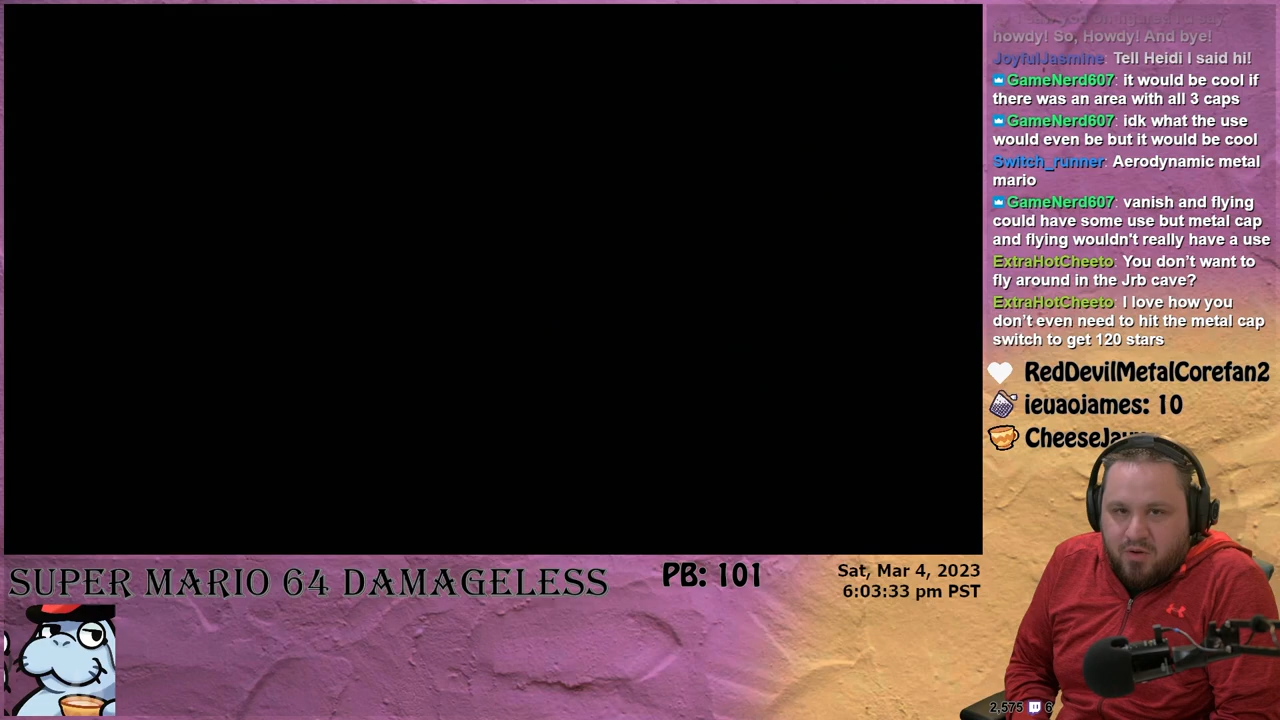 howdy! So, Howdy! And bye!
JoyfulJasmine: Tell Heidi I said hi!
GameNerd607: it would be cool if
there was an area with all 3 caps
GameNerd607: idk what the use
would even be but it would be cool
Switch_runner: Aerodynamic metal
mario
GameNerd607: vanish and flying
could have some use but metal cap
and flying wouldn't really have a use
ExtraHotCheeto: You don't want to
fly around in the Jrb cave?
ExtraHotCheeto: I love how you
don't even need to hit the metal cap
switch to get 120 stars
RedDevilMetalCorefan2
ieuaojames: 10
SUPER MARIO 64 DAMAGELESS
PB: 101
Sat, Mar 4, 2023
6:03:33 pm PST
2,575 6